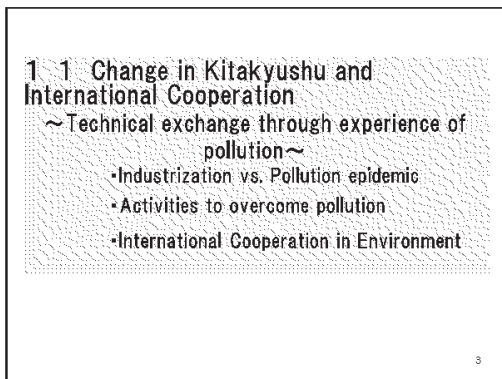 1 1 Change in Kitakyushu and
International Cooperation
～Technical exchange through experience of
pollution～
・Industrization vs. Pollution epidemic
・Activities to overcome pollution
・International Cooperation in Environment
3